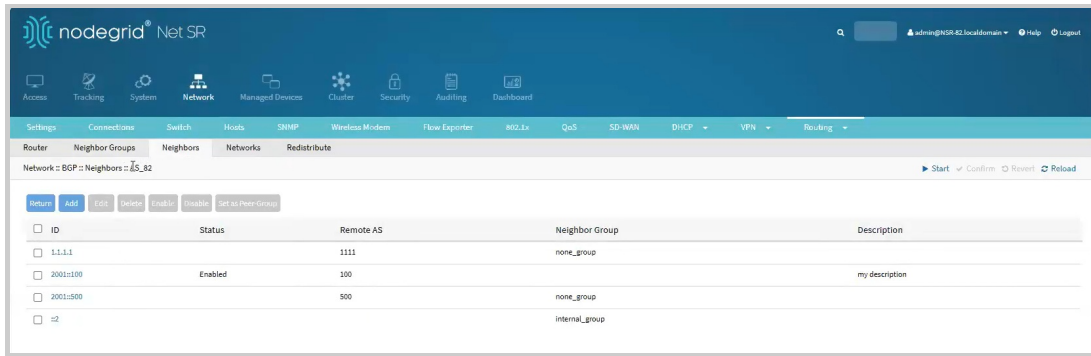 nodegrid® Net SR
admin@NSR-82.localdomain Help Logout
Access Tracking System Network Managed Devices Cluster Security Auditing Dashboard
Settings Connections Switch Hosts SNMP Wireless Modem Flow Exporter 802.1x QoS SD-WAN DHCP VPN Routing
Router Neighbor Groups Neighbors Networks Redistribute
Network :: BGP :: Neighbors :: AS_82 Start Confirm Revert Reload
Return Add Edit Delete Enable Disable Set as Peer-Group
ID Status Remote AS Neighbor Group Description
1.1.1.1 1111 none_group
2001::100 Enabled 100 my description
2001::500 500 none_group
::2 internal_group